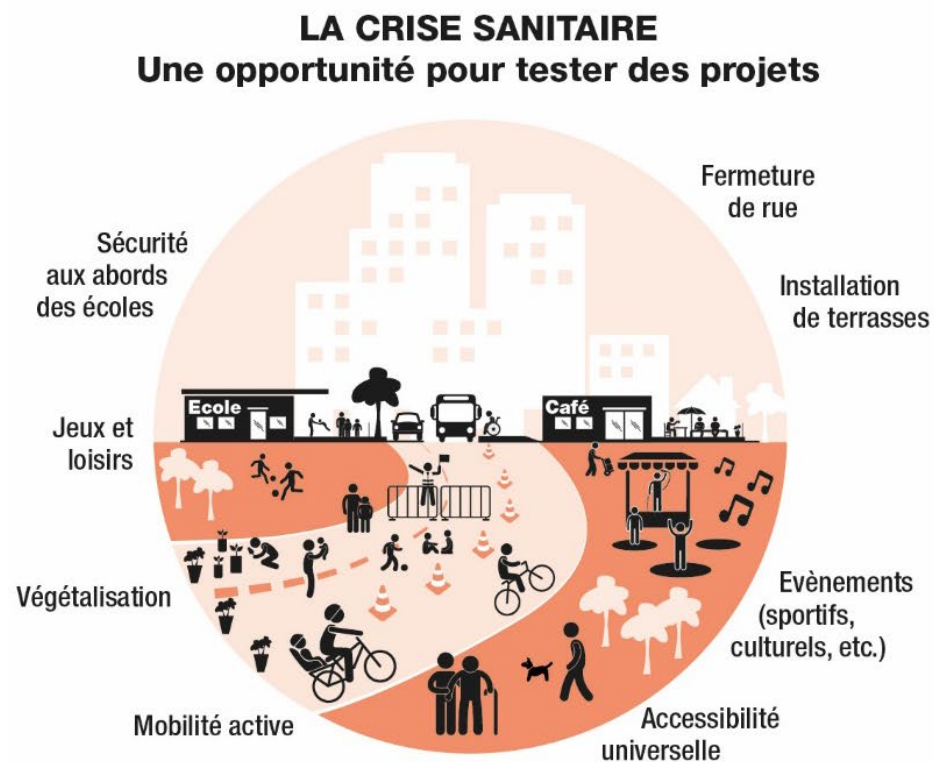 LA CRISE SANITAIRE
Une opportunité pour tester des projets
Fermeture
de rue
Sécurité
aux abords
des écoles
Installation
de terrasses
Ecole
Café
Jeux et
loisirs
Végétalisation
Evènements
(sportifs,
culturels, etc.)
Mobilité active
Accessibilité
universelle